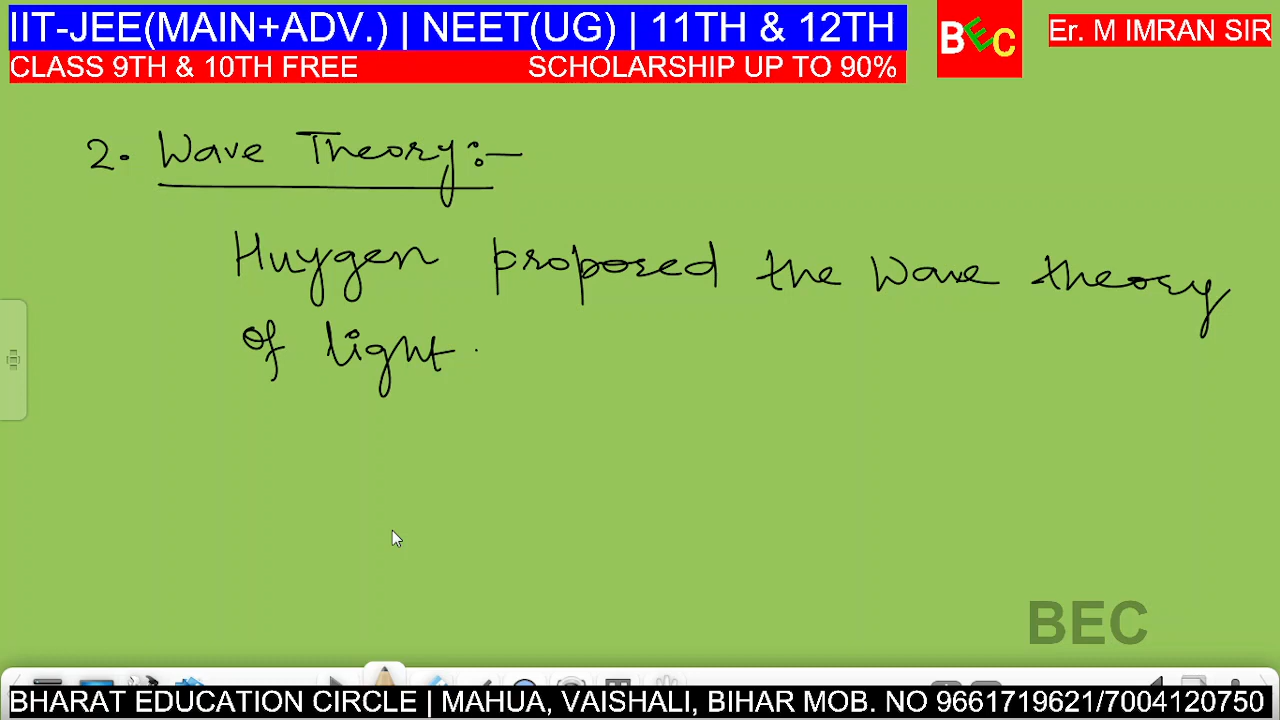 IIT-JEE(MAIN+ADV.) | NEET(UG) | 11TH & 12TH
CLASS 9TH & 10TH FREE SCHOLARSHIP UP TO 90%
BEC
Er. M IMRAN SIR
2. Wave Theory:-
Huygen proposed the Wave theory
of light.
BEC
BHARAT EDUCATION CIRCLE | MAHUA, VAISHALI, BIHAR MOB. NO 9661719621/7004120750